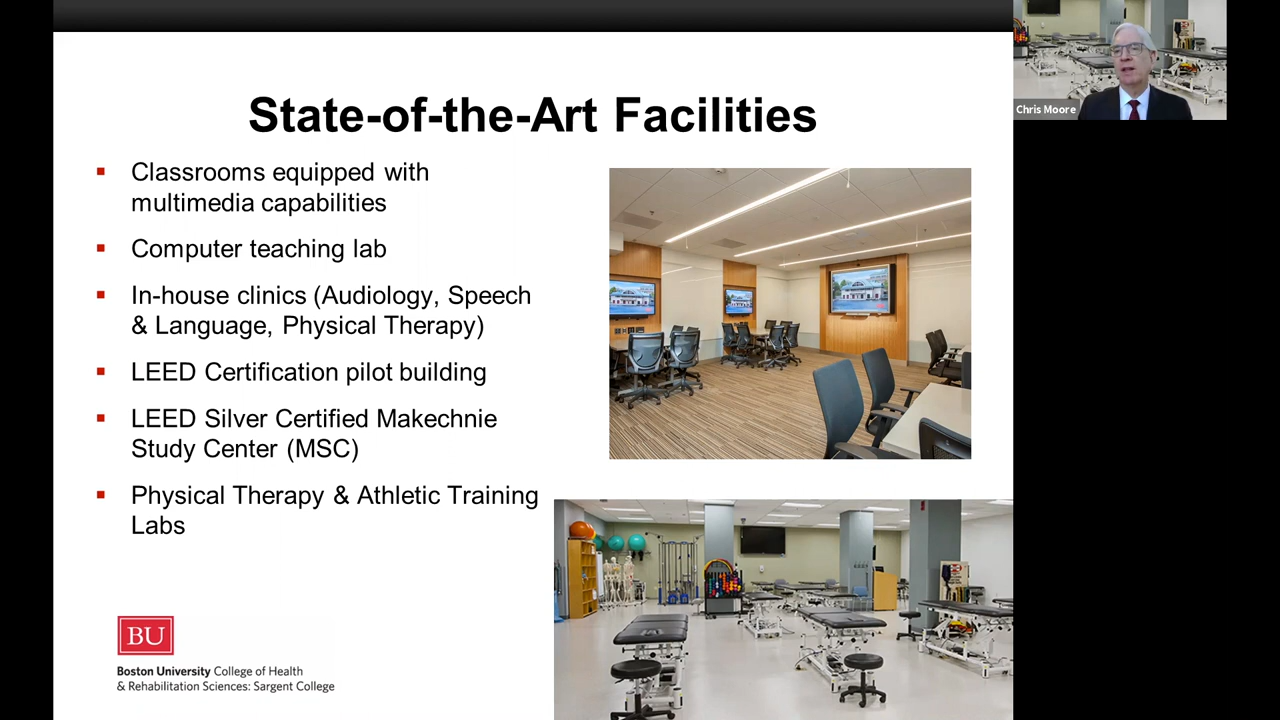 State-of-the-Art Facilities
Classrooms equipped with
multimedia capabilities
Computer teaching lab
In-house clinics (Audiology, Speech
& Language, Physical Therapy)
LEED Certification pilot building
LEED Silver Certified Makechnie
Study Center (MSC)
Physical Therapy & Athletic Training
Labs
BU
Boston University College of Health
& Rehabilitation Sciences: Sargent College
Chris Moore